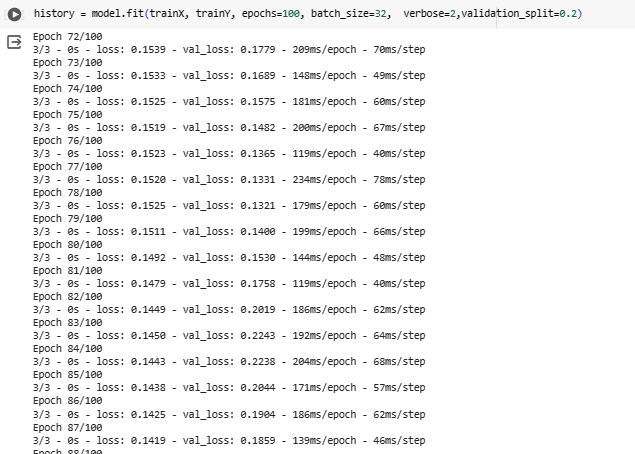 history = model.fit(trainX, trainY, epochs=100, batch_size=32,  verbose=2,validation_split=0.2)
Epoch 72/100
3/3 - 0s - loss: 0.1539 - val_loss: 0.1779 - 209ms/epoch - 70ms/step
Epoch 73/100
3/3 - 0s - loss: 0.1533 - val_loss: 0.1689 - 148ms/epoch - 49ms/step
Epoch 74/100
3/3 - 0s - loss: 0.1525 - val_loss: 0.1575 - 181ms/epoch - 60ms/step
Epoch 75/100
3/3 - 0s - loss: 0.1519 - val_loss: 0.1482 - 200ms/epoch - 67ms/step
Epoch 76/100
3/3 - 0s - loss: 0.1523 - val_loss: 0.1365 - 119ms/epoch - 40ms/step
Epoch 77/100
3/3 - 0s - loss: 0.1520 - val_loss: 0.1331 - 234ms/epoch - 78ms/step
Epoch 78/100
3/3 - 0s - loss: 0.1525 - val_loss: 0.1321 - 179ms/epoch - 60ms/step
Epoch 79/100
3/3 - 0s - loss: 0.1511 - val_loss: 0.1400 - 199ms/epoch - 66ms/step
Epoch 80/100
3/3 - 0s - loss: 0.1492 - val_loss: 0.1530 - 144ms/epoch - 48ms/step
Epoch 81/100
3/3 - 0s - loss: 0.1479 - val_loss: 0.1758 - 119ms/epoch - 40ms/step
Epoch 82/100
3/3 - 0s - loss: 0.1449 - val_loss: 0.2019 - 186ms/epoch - 62ms/step
Epoch 83/100
3/3 - 0s - loss: 0.1450 - val_loss: 0.2243 - 192ms/epoch - 64ms/step
Epoch 84/100
3/3 - 0s - loss: 0.1443 - val_loss: 0.2238 - 204ms/epoch - 68ms/step
Epoch 85/100
3/3 - 0s - loss: 0.1438 - val_loss: 0.2044 - 171ms/epoch - 57ms/step
Epoch 86/100
3/3 - 0s - loss: 0.1425 - val_loss: 0.1904 - 186ms/epoch - 62ms/step
Epoch 87/100
3/3 - 0s - loss: 0.1419 - val_loss: 0.1859 - 139ms/epoch - 46ms/step
Epoch 88/100